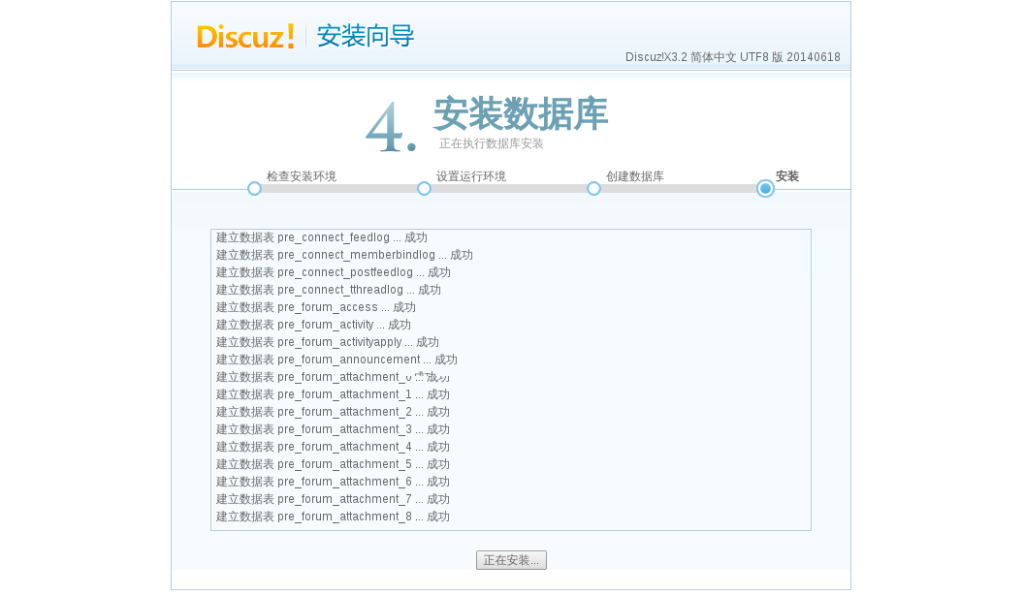 Discuz! 安装向导
Discuz!X3.2 简体中文 UTF8 版 20140618
4. 安装数据库
正在执行数据库安装
检查安装环境 设置运行环境 创建数据库 安装
建立数据表 pre_connect_feedlog ... 成功
建立数据表 pre_connect_memberbindlog ... 成功
建立数据表 pre_connect_postfeedlog ... 成功
建立数据表 pre_connect_tthreadlog ... 成功
建立数据表 pre_forum_access ... 成功
建立数据表 pre_forum_activity ... 成功
建立数据表 pre_forum_activityapply ... 成功
建立数据表 pre_forum_announcement ... 成功
建立数据表
建立数据表 pre_forum_attachment_1 ... 成功
建立数据表 pre_forum_attachment_2 ... 成功
建立数据表 pre_forum_attachment_3 ... 成功
建立数据表 pre_forum_attachment_4 ... 成功
建立数据表 pre_forum_attachment_5 ... 成功
建立数据表 pre_forum_attachment_6 ... 成功
建立数据表 pre_forum_attachment_7 ... 成功
建立数据表 pre_forum_attachment_8 ... 成功
正在安装...